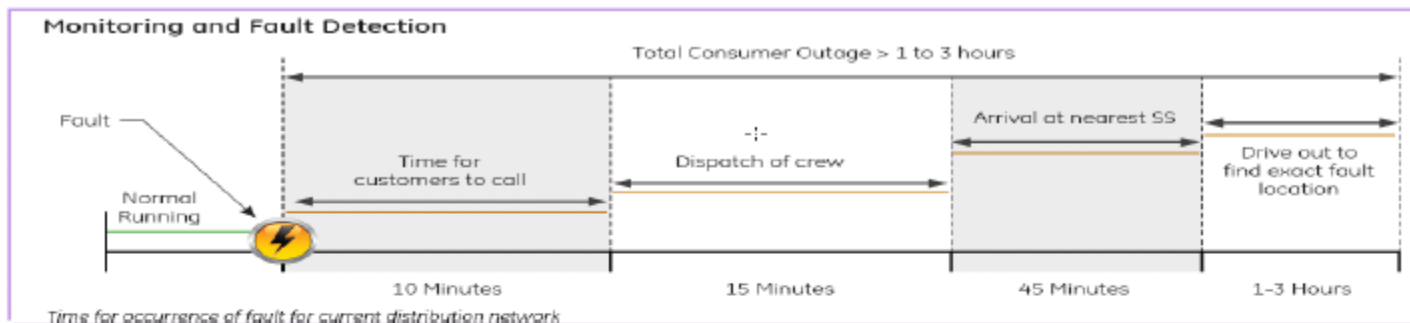 Monitoring and Fault Detection
Total Consumer Outage > 1 to 3 hours
Fault
Arrival at nearest SS
Time for
customers to call
Dispatch of crew
Drive out to
find exact fault
location
Normal
Running
10 Minutes
15 Minutes
45 Minutes
1-3 Hours
Time for occurrence of fault for current distribution network